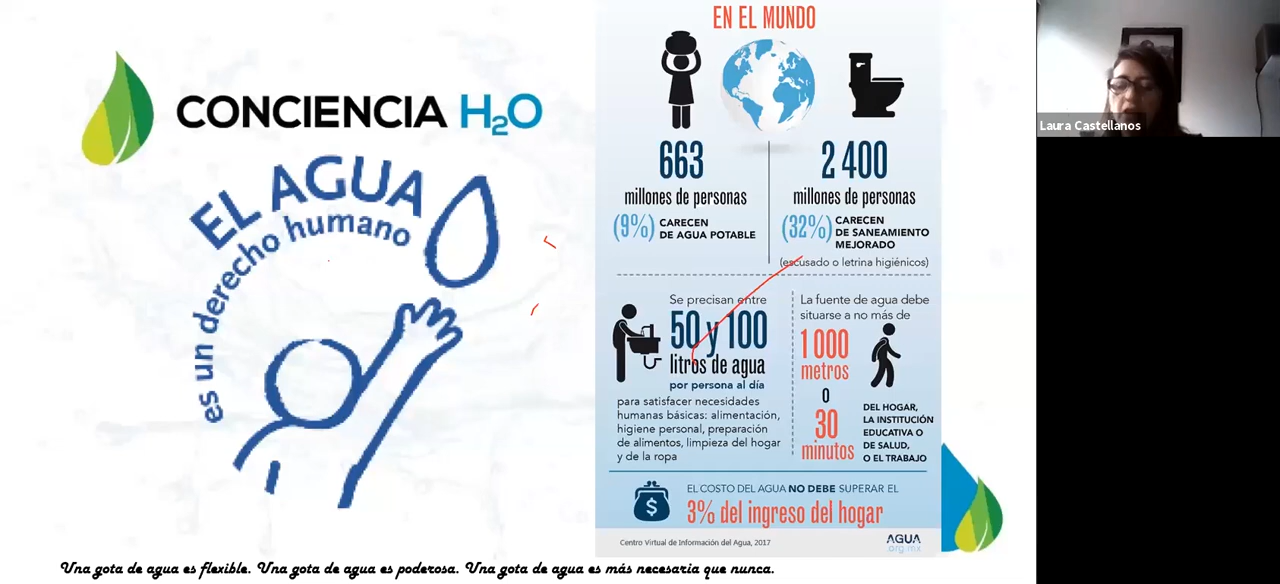 CONCIENCIA H₂O
EL AGUA
es un derecho humano
EN EL MUNDO
663
millones de personas
(9%) CARECEN
DE AGUA POTABLE
2 400
millones de personas
(32%) CARECEN
DE SANEAMIENTO
MEJORADO
(escusado o letrina higiénicos)
Se precisan entre
50 y 100
litros de agua
por persona al día
para satisfacer necesidades
humanas básicas: alimentación,
higiene personal, preparación
de alimentos, limpieza del hogar
y de la ropa
La fuente de agua debe
situarse a no más de
1 000
metros
o
30
minutos
DEL HOGAR,
LA INSTITUCIÓN
EDUCATIVA O
DE SALUD,
O EL TRABAJO
$
EL COSTO DEL AGUA NO DEBE SUPERAR EL
3% del ingreso del hogar
Centro Virtual de Información del Agua, 2017
AGUA
.org.mx
Una gota de agua es flexible. Una gota de agua es poderosa. Una gota de agua es más necesaria que nunca.
Laura Castellanos